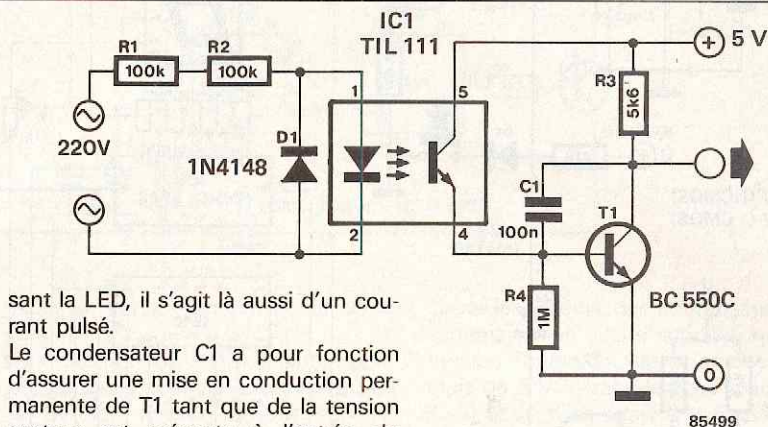 IC1
TIL 111
R1
100k
R2
100k
220V
D1
1N4148
1
2
5
4
5 V
R3
5k6
C1
100n
T1
BC 550C
R4
1M
0
85499
sant la LED, il s'agit là aussi d'un cou-
rant pulsé.
Le condensateur C1 a pour fonction
d'assurer une mise en conduction per-
manente de T1 tant que de la tension